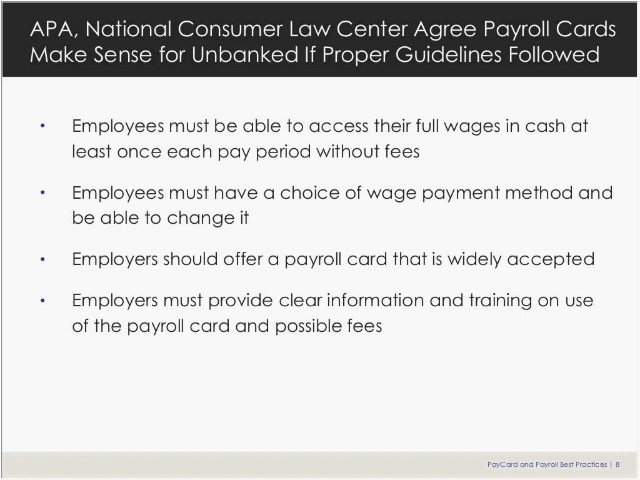 APA, National Consumer Law Center Agree Payroll Cards
Make Sense for Unbanked If Proper Guidelines Followed
• Employees must be able to access their full wages in cash at
least once each pay period without fees
• Employees must have a choice of wage payment method and
be able to change it
• Employers should offer a payroll card that is widely accepted
• Employers must provide clear information and training on use
of the payroll card and possible fees
PayCard and Payroll Best Practices | 8